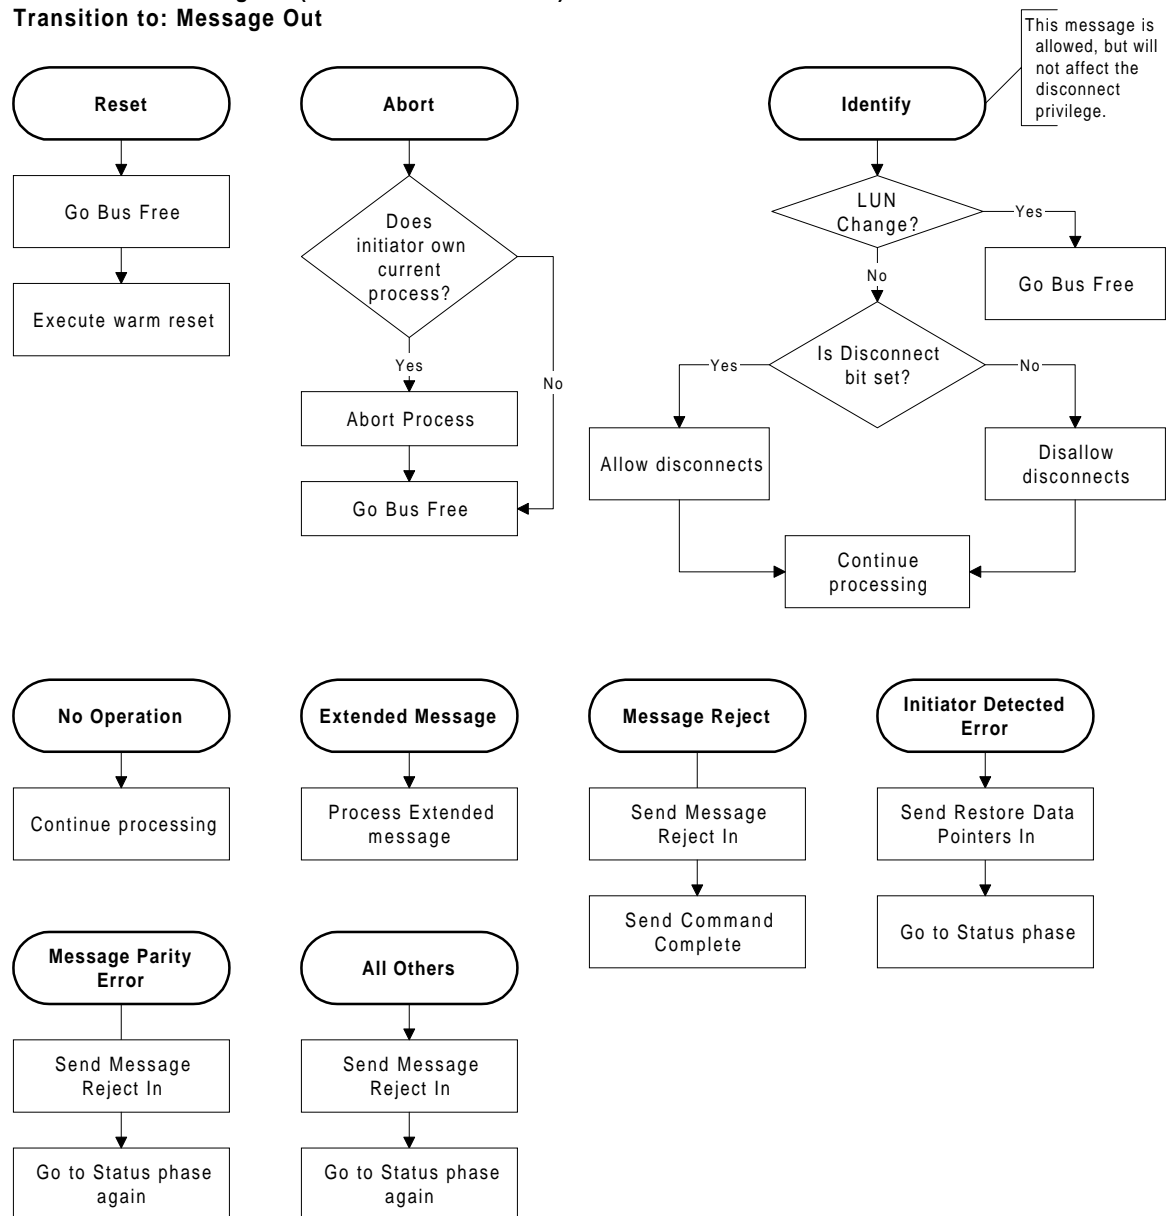 Transition to: Message Out
This message is
allowed, but will
not affect the
disconnect
privilege.
Reset
Go Bus Free
Execute warm reset
Abort
Does
initiator own
current
process?
Yes
No
Abort Process
Go Bus Free
Identify
LUN
Change?
Yes
No
Go Bus Free
Is Disconnect
bit set?
Yes
No
Allow disconnects
Disallow
disconnects
Continue
processing
No Operation
Continue processing
Extended Message
Process Extended
message
Message Reject
Send Message
Reject In
Send Command
Complete
Initiator Detected
Error
Send Restore Data
Pointers In
Go to Status phase
Message Parity
Error
Send Message
Reject In
Go to Status phase
again
All Others
Send Message
Reject In
Go to Status phase
again